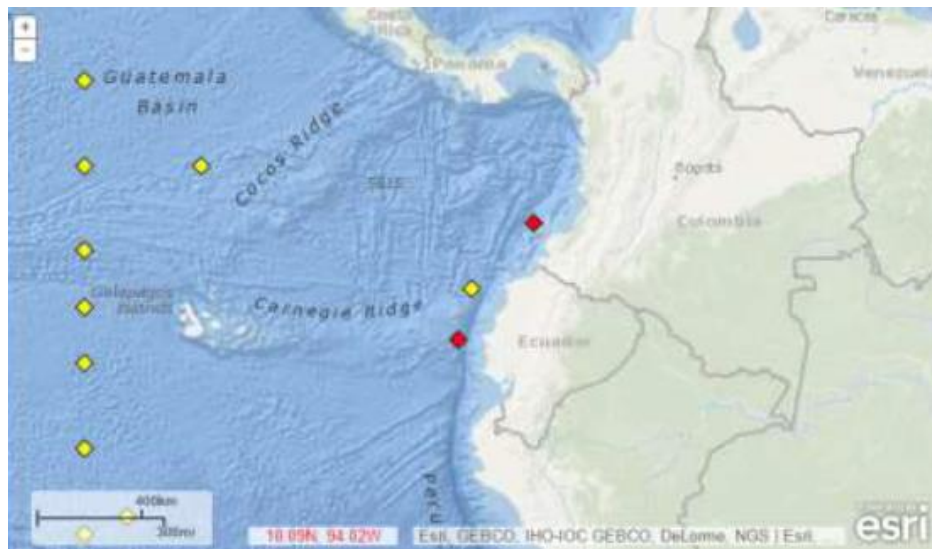 +
Costa
Rica
Caracas
−
Panama
Venezuela
Guatemala
Basin
Cocos Ridge
Bogota
Colombia
Galapagos
Islands
Carnegie Ridge
Ecuador
Peru
400km
300mi
10.09N, 94.02W
Esri, GEBCO, IHO-IOC GEBCO, DeLorme, NGS | Esri,
esri